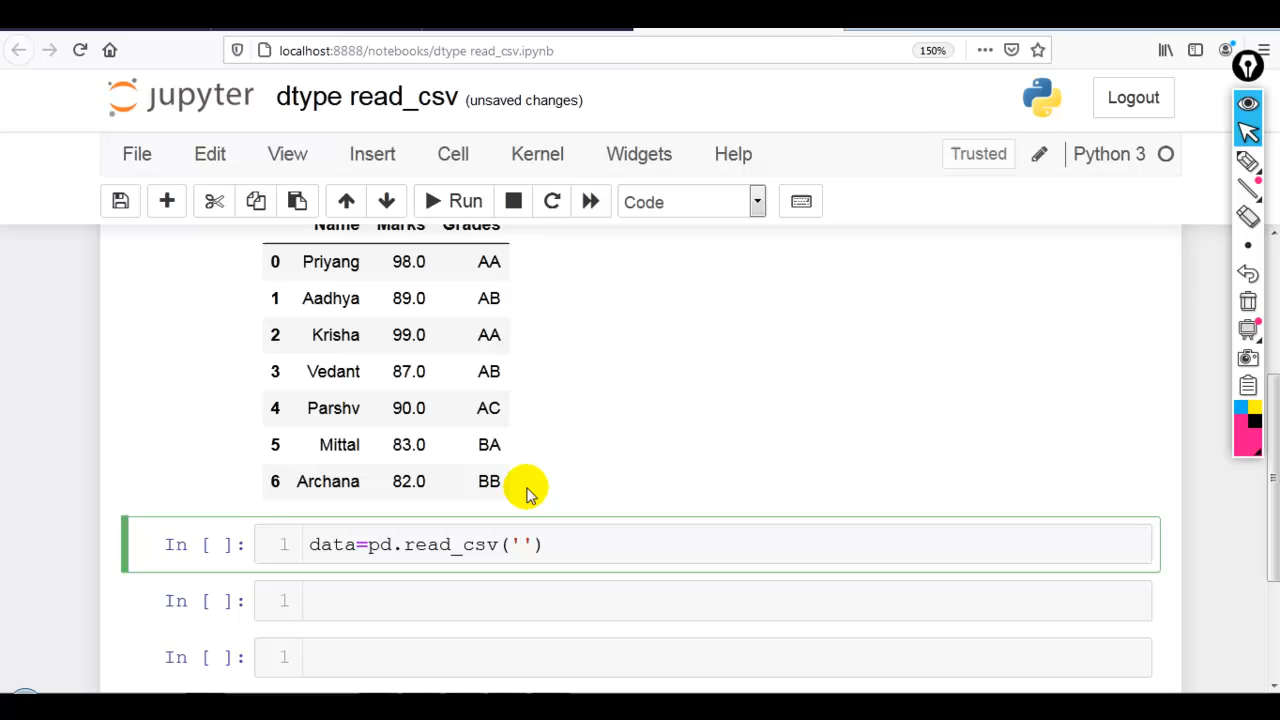 localhost:8888/notebooks/dtype read_csv.ipynb
150%
jupyter dtype read_csv (unsaved changes)
Logout
File Edit View Insert Cell Kernel Widgets Help
Trusted Python 3
Run
Code
Name Marks Grades
0 Priyang 98.0 AA
1 Aadhya 89.0 AB
2 Krisha 99.0 AA
3 Vedant 87.0 AB
4 Parshv 90.0 AC
5 Mittal 83.0 BA
6 Archana 82.0 BB
In [ ]: 1 data=pd.read_csv('')
In [ ]: 1
In [ ]: 1